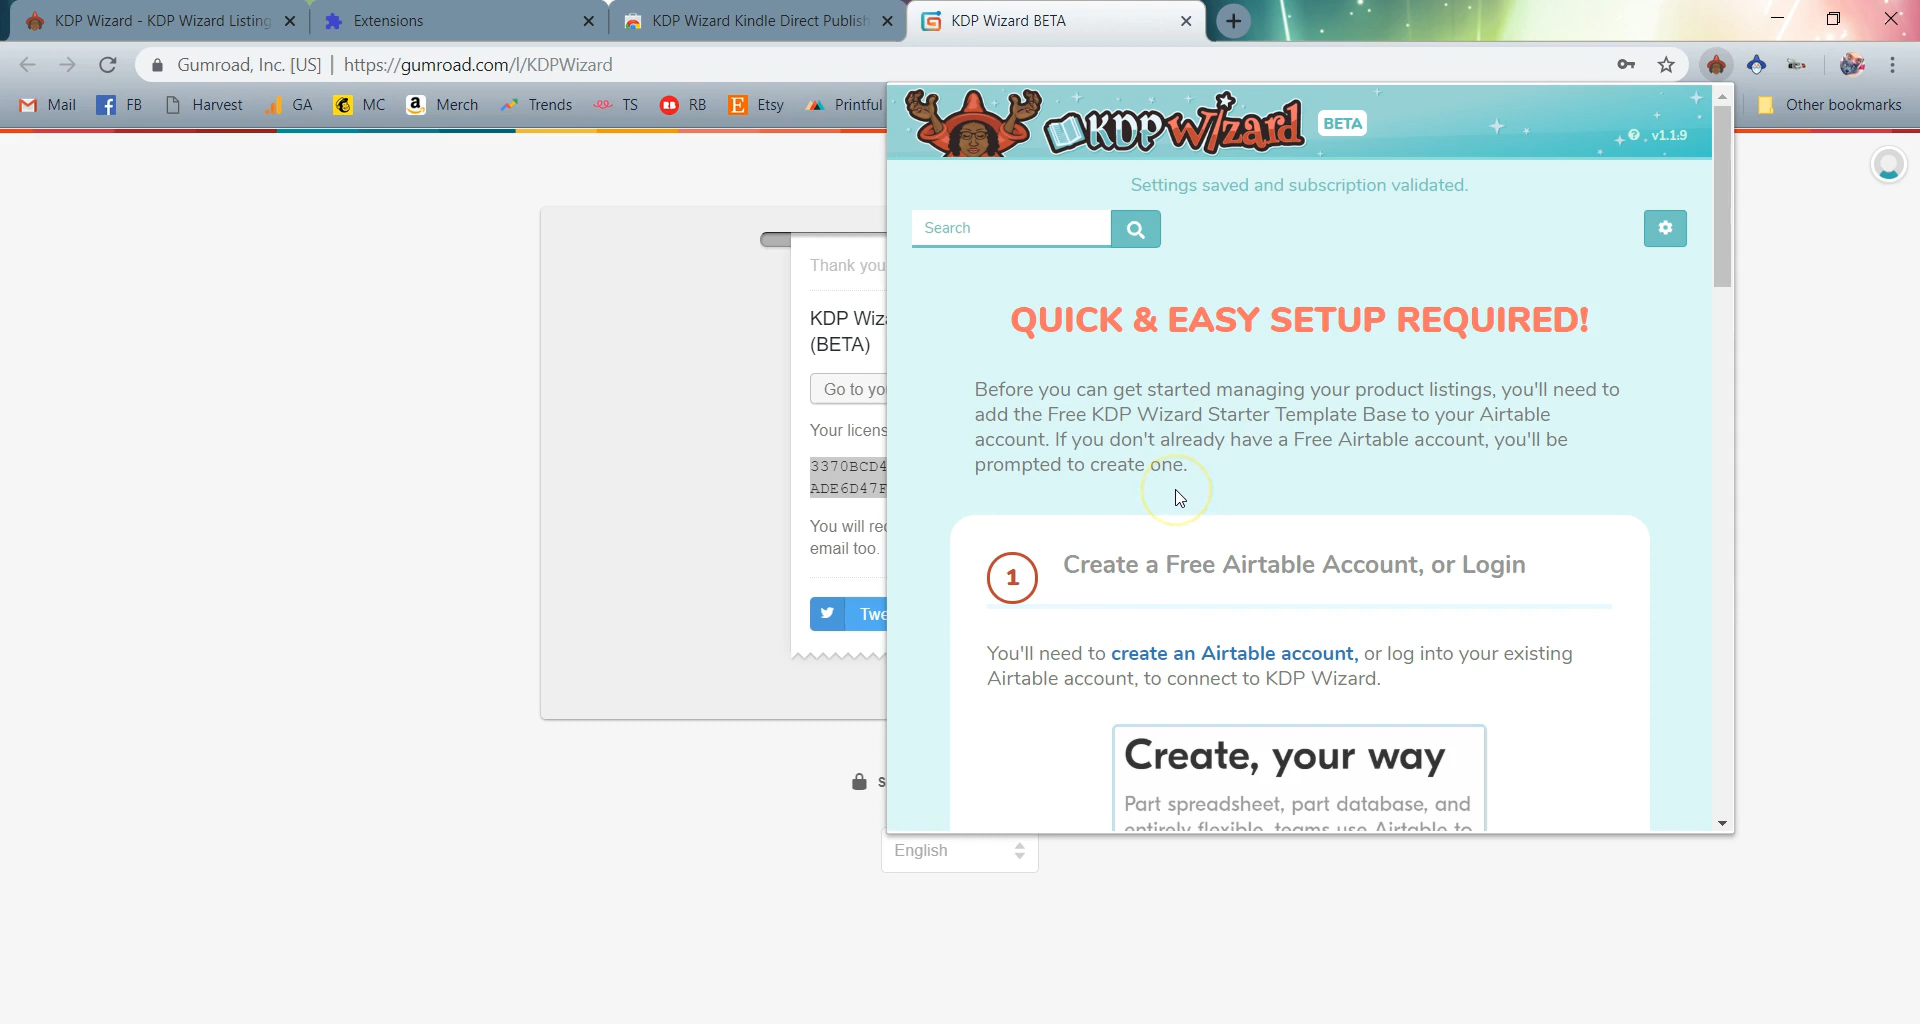 KDP Wizard - KDP Wizard Listing
Extensions
KDP Wizard Kindle Direct Publish
KDP Wizard BETA
Gumroad, Inc. [US] | https://gumroad.com/l/KDPWizard
Mail FB Harvest GA MC Merch Trends TS RB Etsy Printful Other bookmarks
KDPWizard BETA
v1.1.9
Settings saved and subscription validated.
Search
QUICK & EASY SETUP REQUIRED!
Before you can get started managing your product listings, you'll need to
add the Free KDP Wizard Starter Template Base to your Airtable
account. If you don't already have a Free Airtable account, you'll be
prompted to create one.
1 Create a Free Airtable Account, or Login
You'll need to create an Airtable account, or log into your existing
Airtable account, to connect to KDP Wizard.
Create, your way
Part spreadsheet, part database, and
entirely flexible, teams use Airtable to
Thank you
KDP Wiz
(BETA)
Go to yo
Your licens
3370BCD4
ADE6D47F
You will re
email too.
Twe
S
English